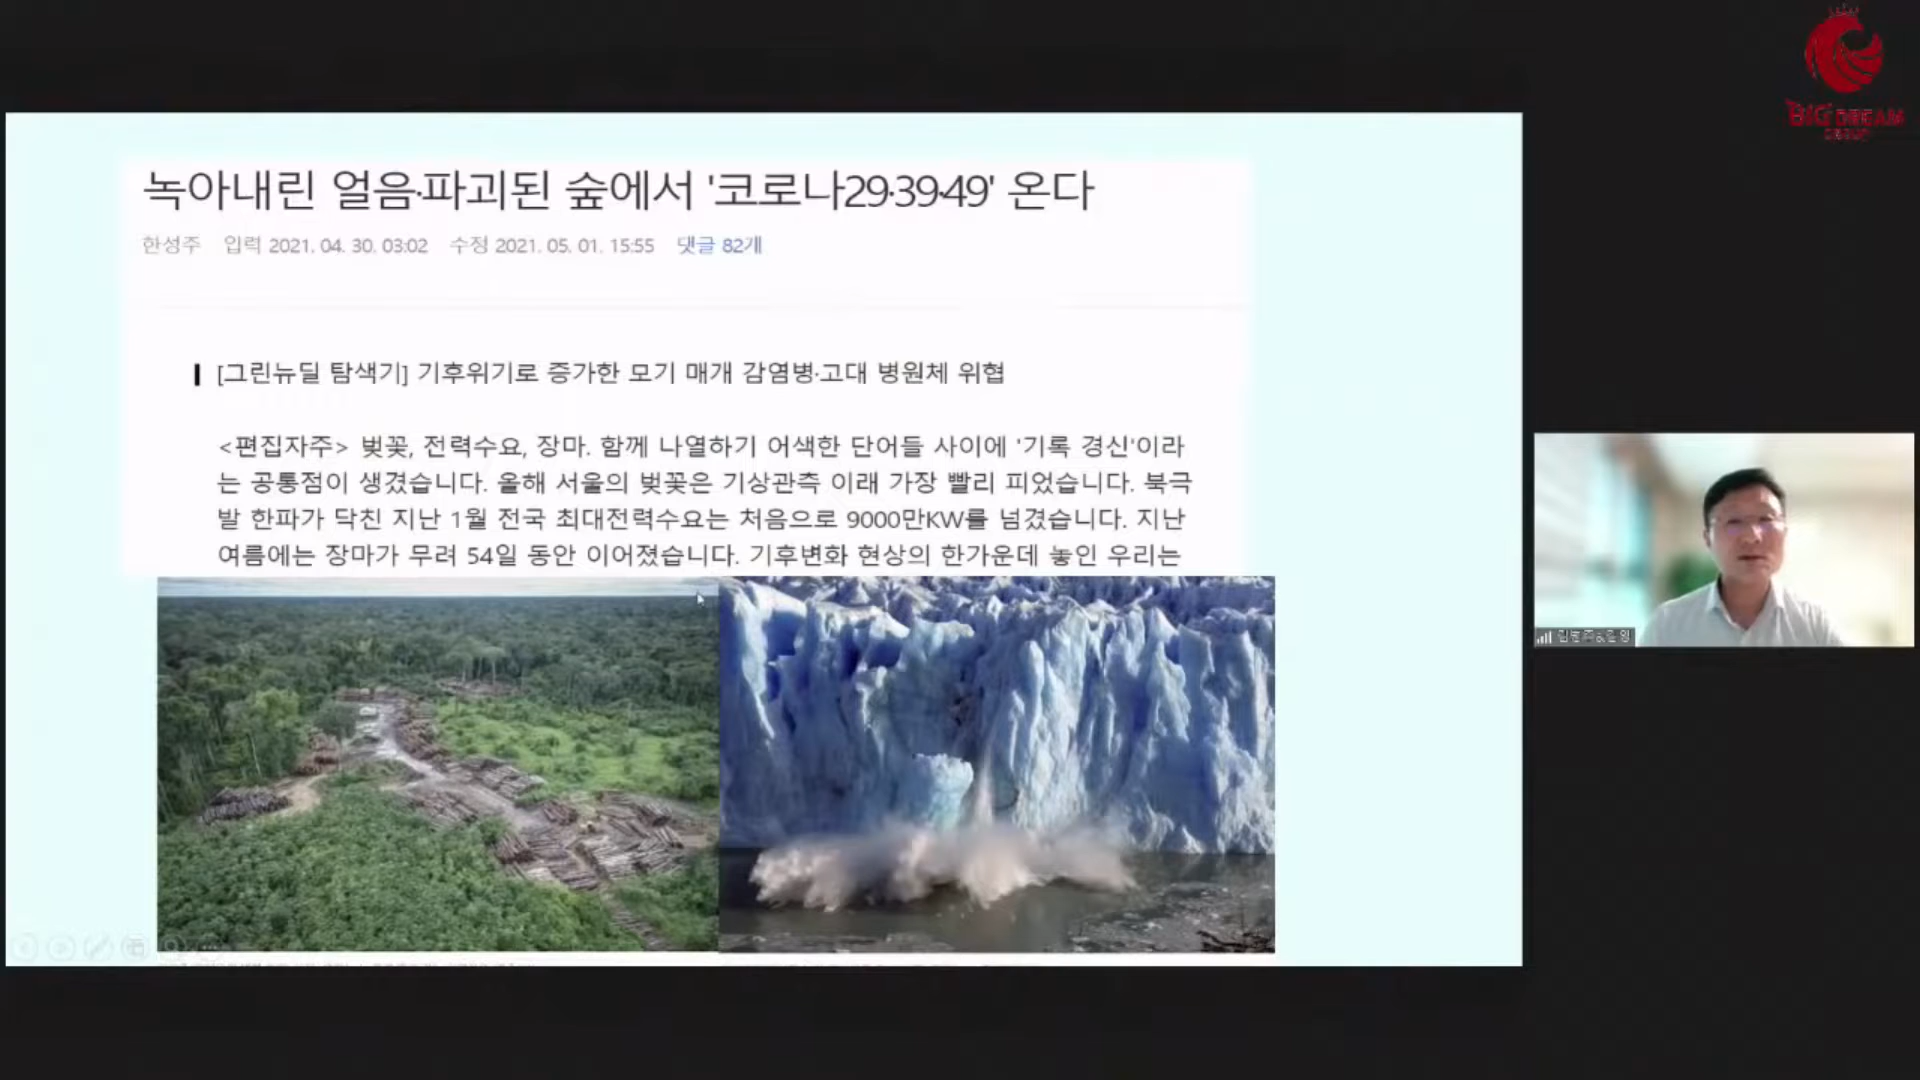 녹아내린 얼음·파괴된 숲에서 '코로나29·39·49' 온다
한성주 입력 2021. 04. 30. 03:02 수정 2021. 05. 01. 15:55 댓글 82개
[그린뉴딜 탐색기] 기후위기로 증가한 모기 매개 감염병·고대 병원체 위협
<편집자주> 벚꽃, 전력수요, 장마. 함께 나열하기 어색한 단어들 사이에 '기록 경신'이라
는 공통점이 생겼습니다. 올해 서울의 벚꽃은 기상관측 이래 가장 빨리 피었습니다. 북극
발 한파가 닥친 지난 1월 전국 최대전력수요는 처음으로 9000만KW를 넘겼습니다. 지난
여름에는 장마가 무려 54일 동안 이어졌습니다. 기후변화 현상의 한가운데 놓인 우리는
BIG DREAM
GROUP